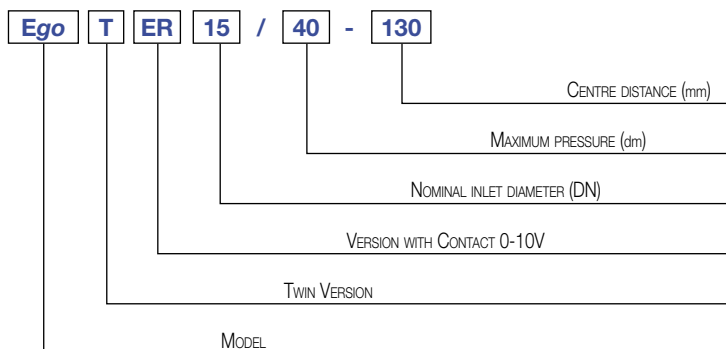 Ego T ER 15 / 40 - 130
Centre distance (mm)
Maximum pressure (dm)
Nominal inlet diameter (DN)
Version with Contact 0-10V
Twin Version
Model